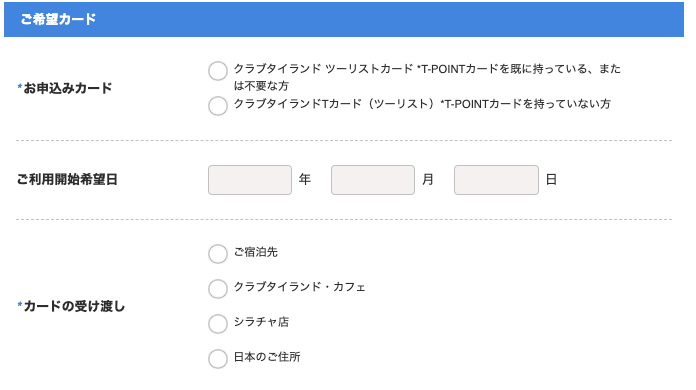 ご希望カード
*お申込みカード
クラブタイランド ツーリストカード *T-POINTカードを既に持っている、また
は不要な方
クラブタイランドTカード（ツーリスト）*T-POINTカードを持っていない方
ご利用開始希望日
年 月 日
*カードの受け渡し
ご宿泊先
クラブタイランド・カフェ
シラチャ店
日本のご住所